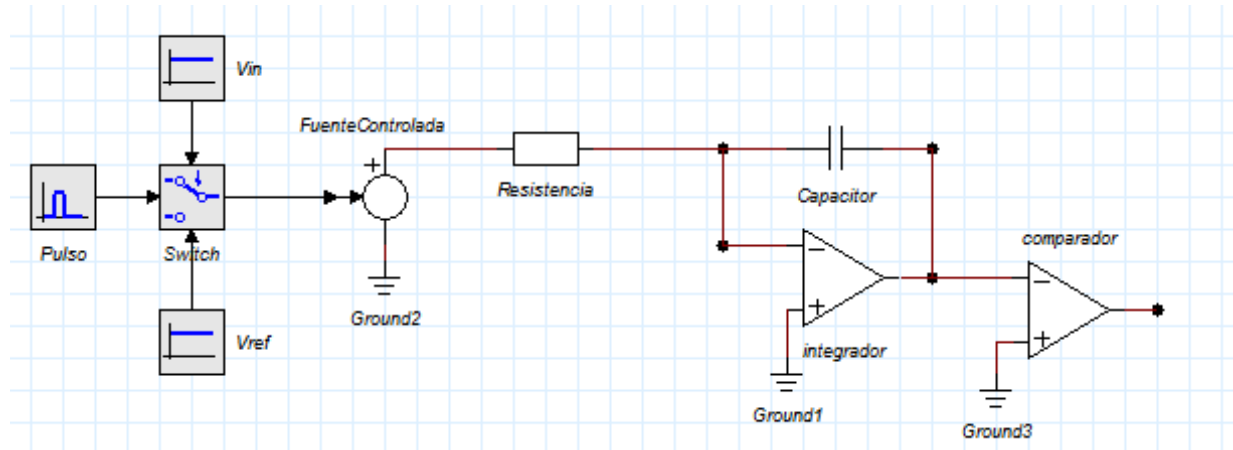 Vin
FuenteControlada
Resistencia
Capacitor
Pulso
Switch
comparador
Ground2
Vref
integrador
Ground1
Ground3